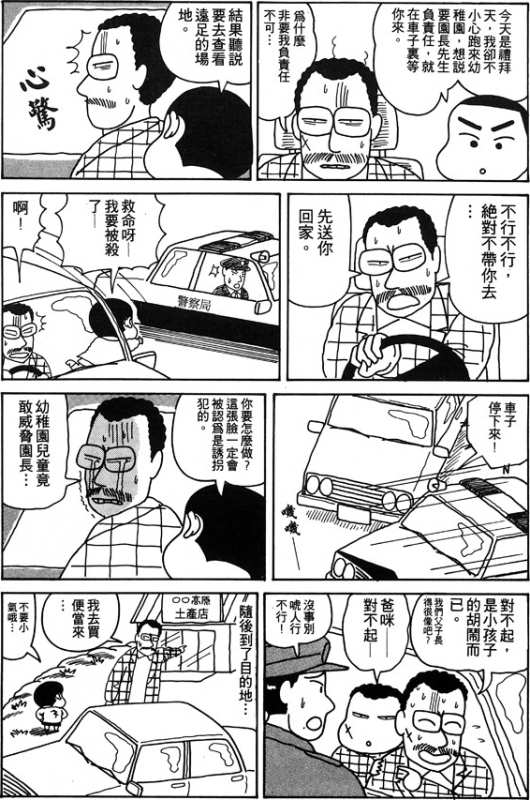 今天是禮拜
天，我卻不
小心跑來幼
稚園，想說
要園長先生
負責任，就
在車子裏等
你來。
爲什麼
非要我負責任
不可…
結果聽說
要去查看
遠足的場
地。
心驚
不行不行，
絕對不帶你去
…
先送你
回家。
救命呀—
我要被殺
了—
啊！
警察局
車子
停下來！
嘰
嘰
你要怎麼做？
這張臉一定會
被認爲是誘拐
犯的。
幼稚園兒童竟
敢威脅園長…
對不起，
是小孩子
的胡鬧而
已。
我們父子長
得很像吧？
爸咪—
對不起
沒事別
唬人行
不行！
隨後到了目的地…
○○高原
土產店
我去買
便當來
…
不要小
氣哦…